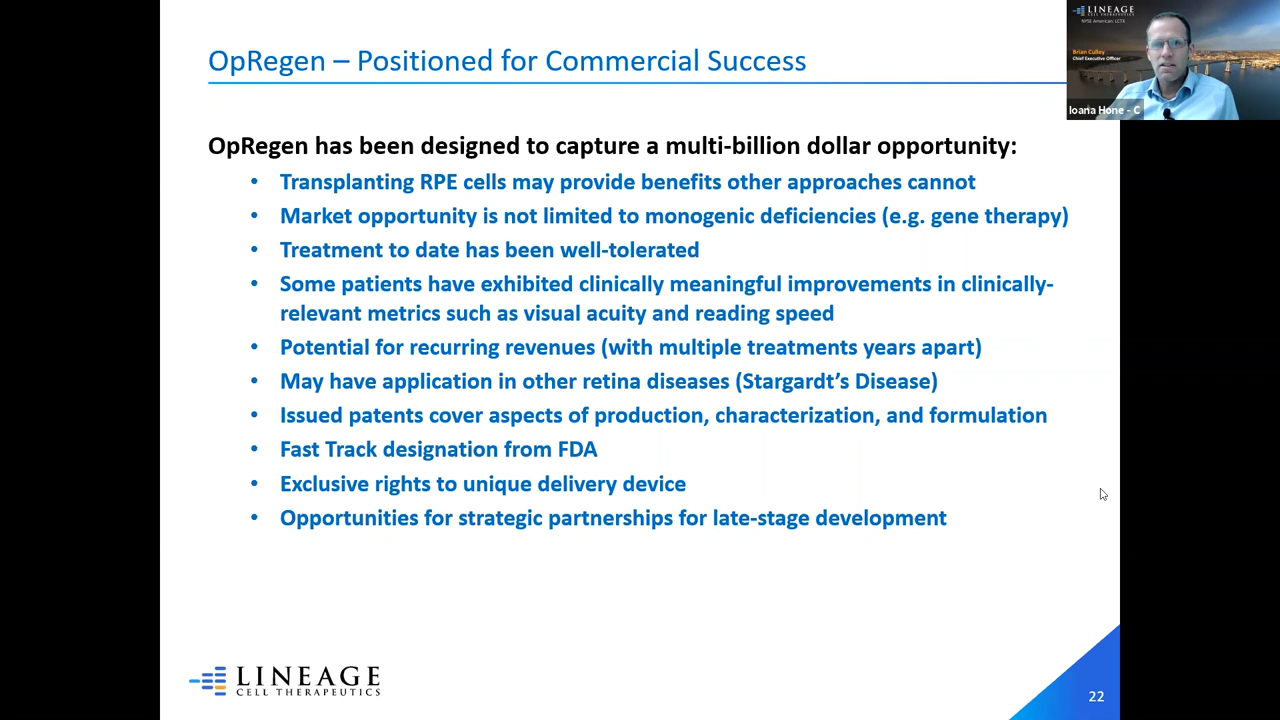 OpRegen – Positioned for Commercial Success
LINEAGE
CELL THERAPEUTICS
NYSE American: LCTX
Brian Culley
Chief Executive Officer
Ioana Hone - C
OpRegen has been designed to capture a multi-billion dollar opportunity:
• Transplanting RPE cells may provide benefits other approaches cannot
• Market opportunity is not limited to monogenic deficiencies (e.g. gene therapy)
• Treatment to date has been well-tolerated
• Some patients have exhibited clinically meaningful improvements in clinically-
relevant metrics such as visual acuity and reading speed
• Potential for recurring revenues (with multiple treatments years apart)
• May have application in other retina diseases (Stargardt's Disease)
• Issued patents cover aspects of production, characterization, and formulation
• Fast Track designation from FDA
• Exclusive rights to unique delivery device
• Opportunities for strategic partnerships for late-stage development
LINEAGE
CELL THERAPEUTICS
22